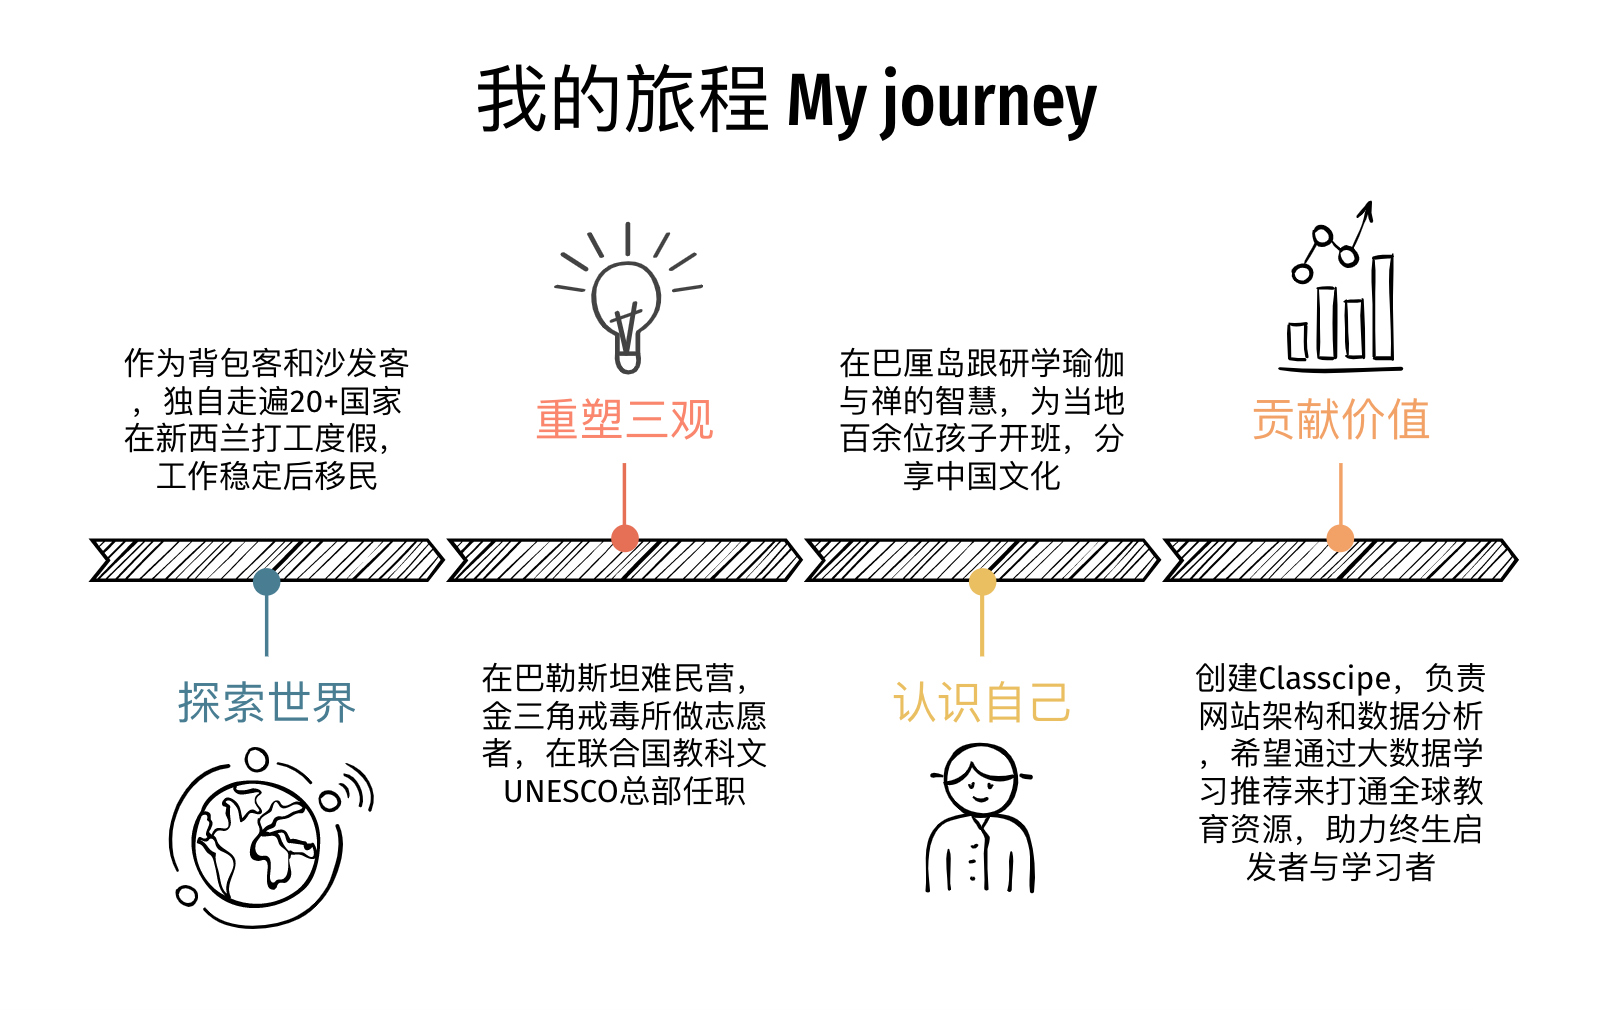 我的旅程 My journey
作为背包客和沙发客
，独自走遍20+国家
在新西兰打工度假，
工作稳定后移民
探索世界
重塑三观
在巴勒斯坦难民营，
金三角戒毒所做志愿
者，在联合国教科文
UNESCO总部任职
在巴厘岛跟研学瑜伽
与禅的智慧，为当地
百余位孩子开班，分
享中国文化
认识自己
贡献价值
创建Classcipe，负责
网站架构和数据分析
，希望通过大数据学
习推荐来打通全球教
育资源，助力终生启
发者与学习者